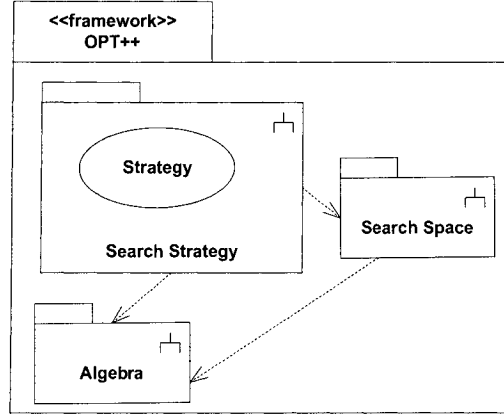 <<framework>>
OPT++
Strategy
Search Strategy
Search Space
Algebra